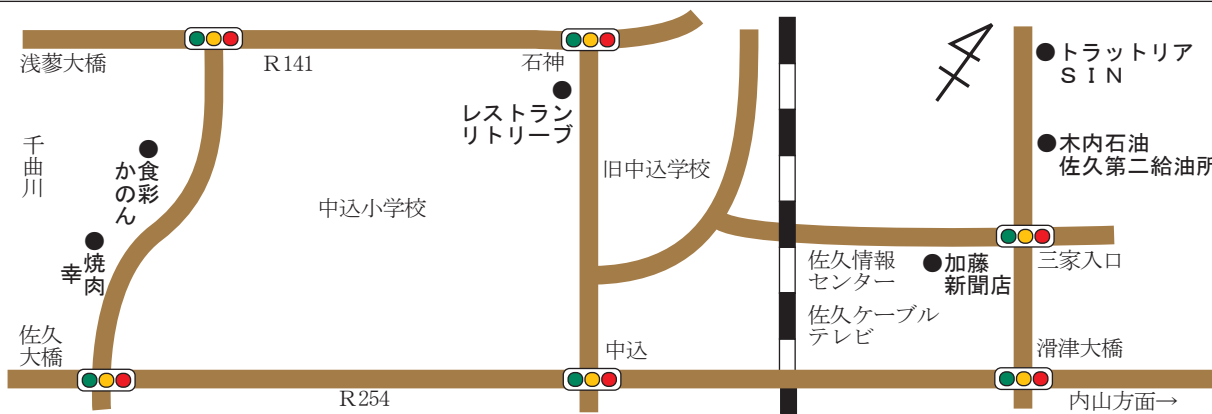 浅蓼大橋
R141
石神
トラットリア
ＳＩＮ
レストラン
リトリーブ
千曲川
食彩
かのん
中込小学校
旧中込学校
木内石油
佐久第二給油所
焼肉
幸
佐久情報
センター
加藤
新聞店
三家入口
佐久ケーブル
テレビ
佐久
大橋
中込
滑津大橋
R254
内山方面→